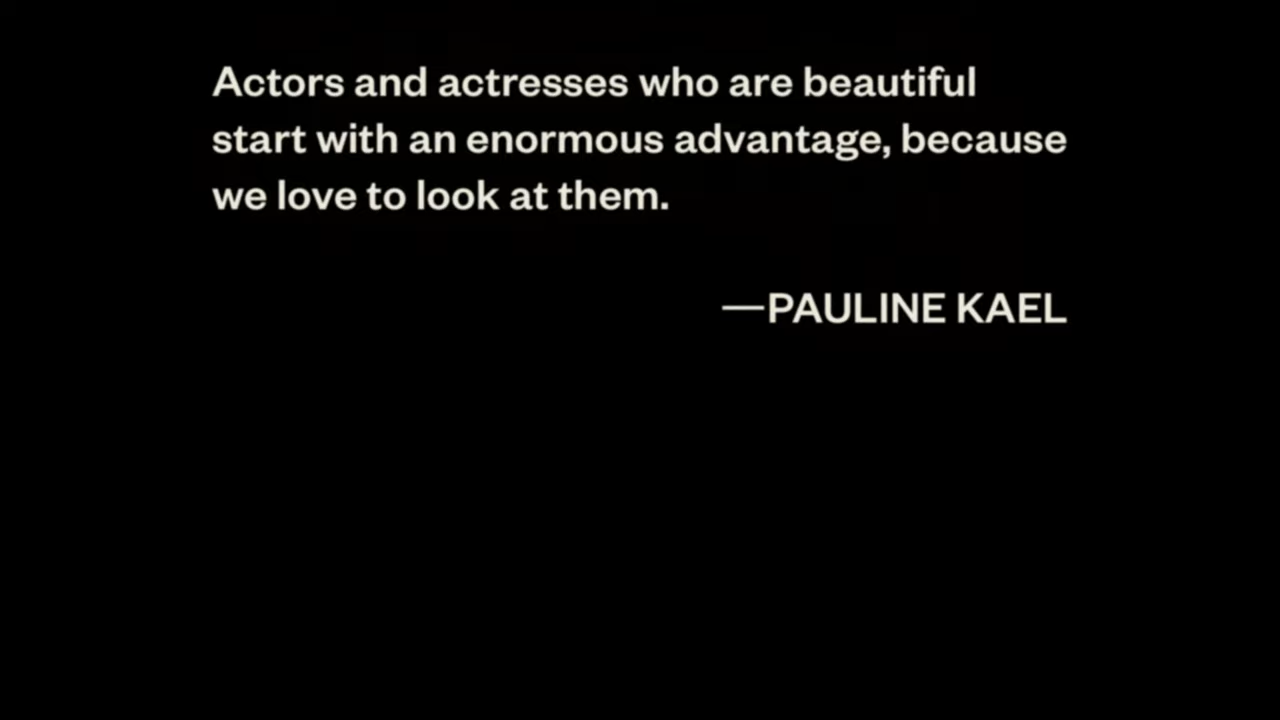 Actors and actresses who are beautiful
start with an enormous advantage, because
we love to look at them.
—PAULINE KAEL